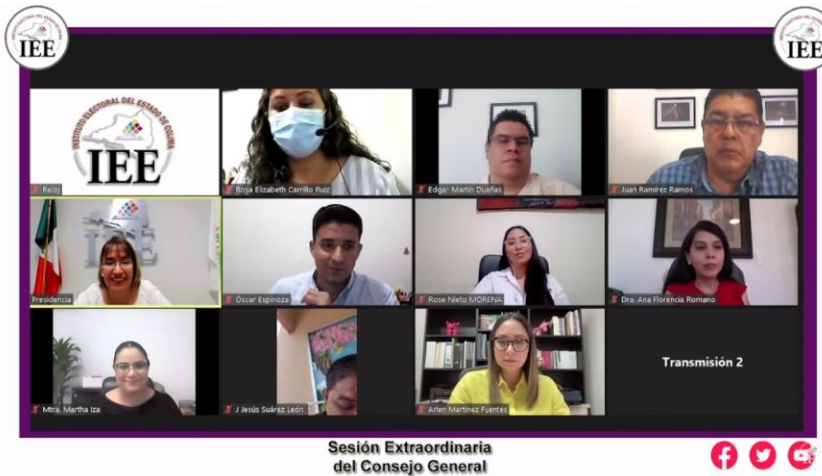 IEE
IEE
INSTITUTO ELECTORAL DEL ESTADO DE COLIMA
IEE
Reloj
Rosa Elizabeth Carrillo Ruiz
Edgar Martín Dueñas
Juan Ramírez Ramos
IEE
Presidencia
Óscar Espinoza
Rose Nieto MORENA
Dra. Ana Florencia Romano
Mtra. Martha Iza
J Jesús Suárez León
Arlen Martínez Fuentes
Transmisión 2
Sesión Extraordinaria
del Consejo General